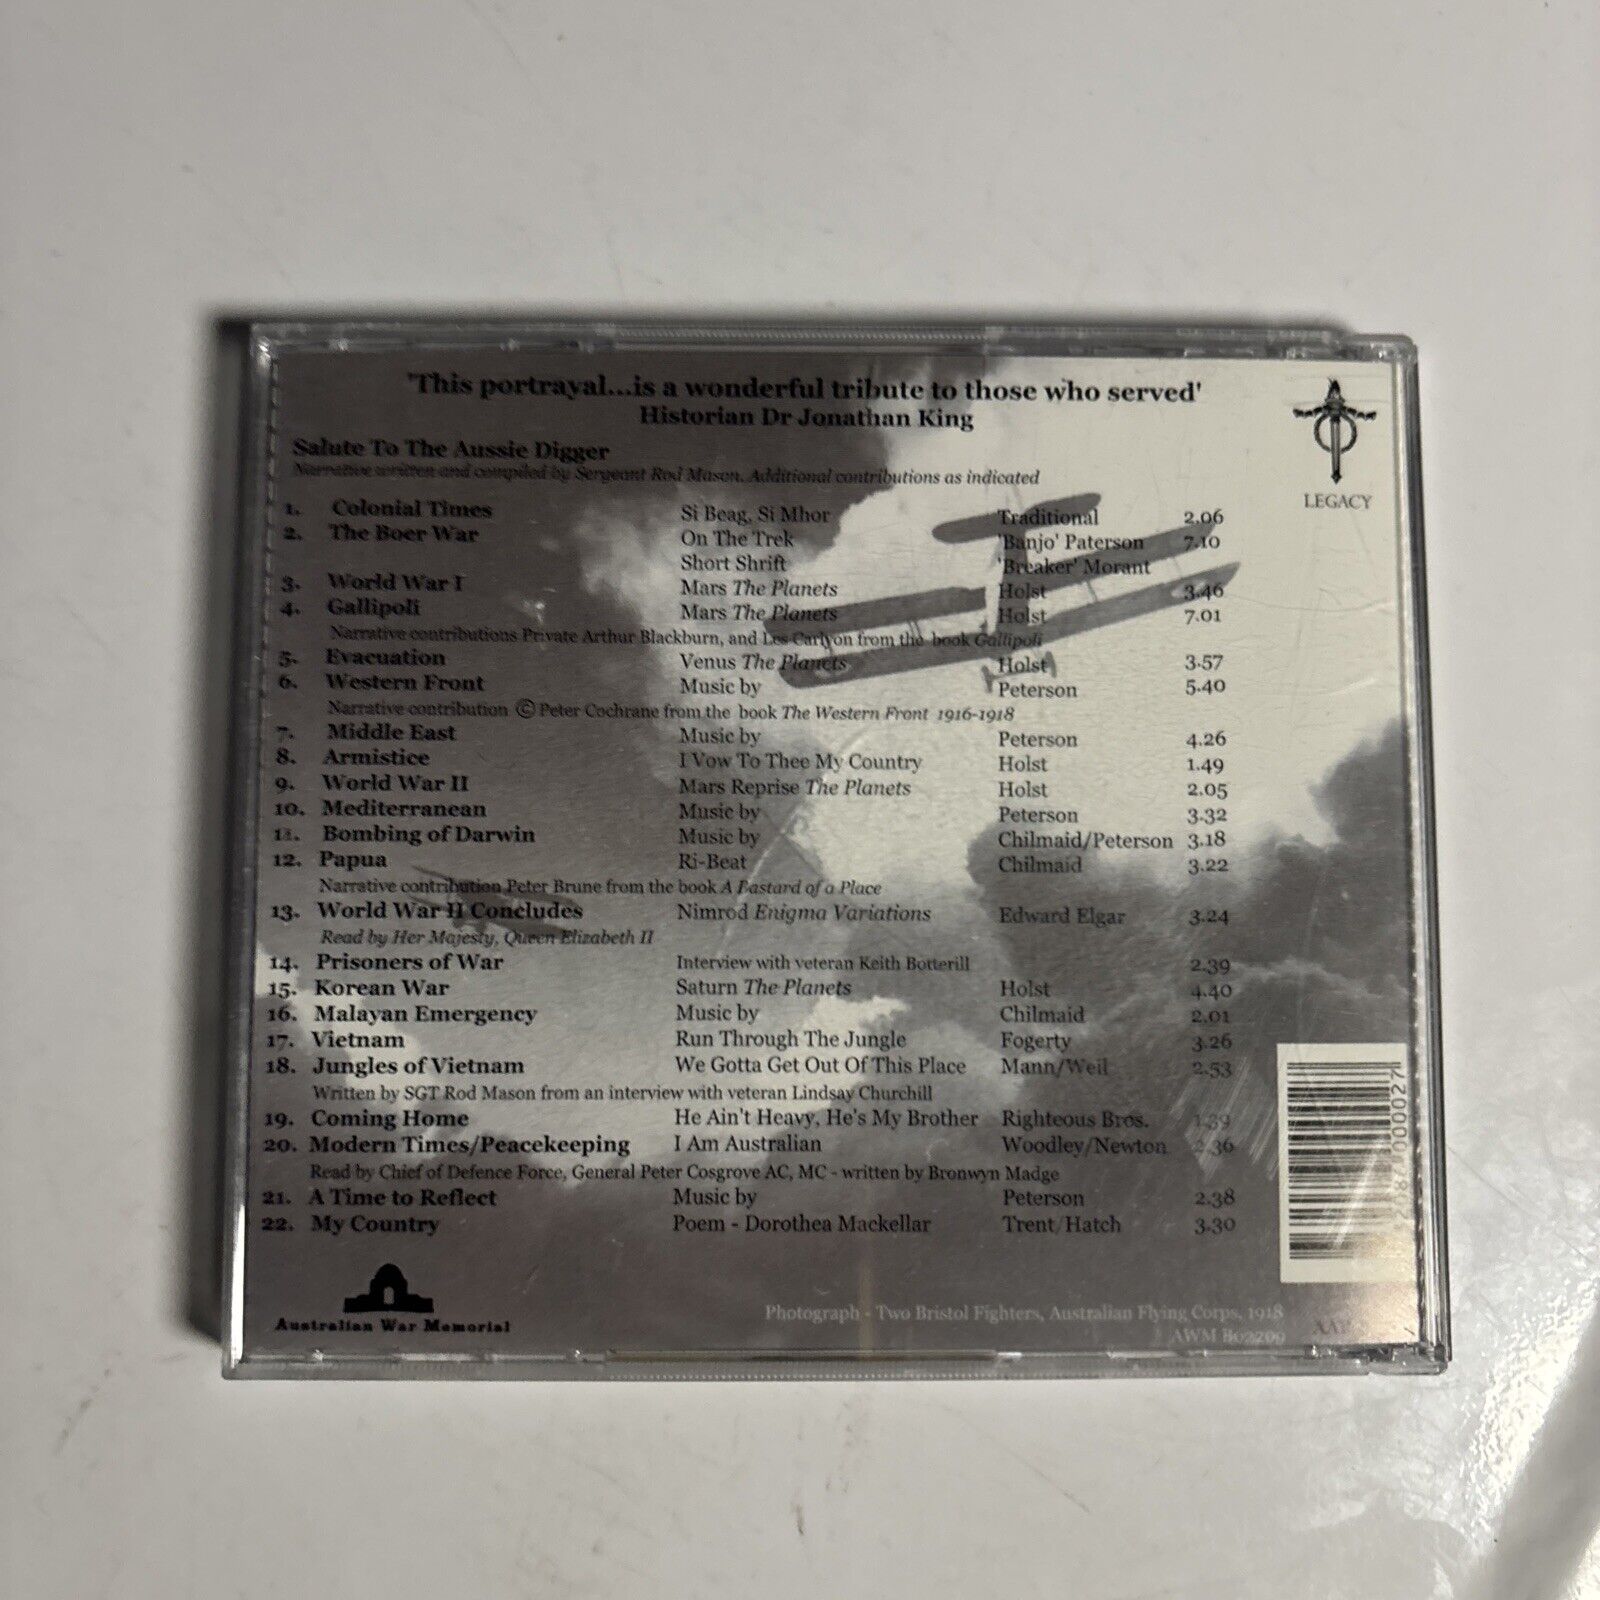 'This portrayal...is a wonderful tribute to those who served'
Historian Dr Jonathan King
LEGACY
Salute To The Aussie Digger
Narrative written and compiled by Sergeant Rod Mason. Additional contributions as indicated
1. Colonial Times Si Beag, Si Mhor Traditional 2.06
2. The Boer War On The Trek 'Banjo' Paterson 7.10
Short Shrift 'Breaker' Morant
3. World War I Mars The Planets Holst 3.46
4. Gallipoli Mars The Planets Holst 7.01
Narrative contributions Private Arthur Blackburn, and Les Carlyon from the book Gallipoli
5. Evacuation Venus The Planets Holst 3.57
6. Western Front Music by Peterson 5.40
Narrative contribution © Peter Cochrane from the book The Western Front 1916-1918
7. Middle East Music by Peterson 4.26
8. Armistice I Vow To Thee My Country Holst 1.49
9. World War II Mars Reprise The Planets Holst 2.05
10. Mediterranean Music by Peterson 3.32
11. Bombing of Darwin Music by Chilmaid/Peterson 3.18
12. Papua Ri-Beat Chilmaid 3.22
Narrative contribution Peter Brune from the book A Bastard of a Place
13. World War II Concludes Nimrod Enigma Variations Edward Elgar 3.24
Read by Her Majesty, Queen Elizabeth II
14. Prisoners of War Interview with veteran Keith Botterill 2.39
15. Korean War Saturn The Planets Holst 4.40
16. Malayan Emergency Music by Chilmaid 2.01
17. Vietnam Run Through The Jungle Fogerty 3.26
18. Jungles of Vietnam We Gotta Get Out Of This Place Mann/Weil 2.53
Written by SGT Rod Mason from an interview with veteran Lindsay Churchill
19. Coming Home He Ain't Heavy, He's My Brother Righteous Bros. 1.39
20. Modern Times/Peacekeeping I Am Australian Woodley/Newton 2.36
Read by Chief of Defence Force, General Peter Cosgrove AC, MC - written by Bronwyn Madge
21. A Time to Reflect Music by Peterson 2.38
22. My Country Poem - Dorothea Mackellar Trent/Hatch 3.30
Australian War Memorial
Photograph - Two Bristol Fighters, Australian Flying Corps, 1918
AWM